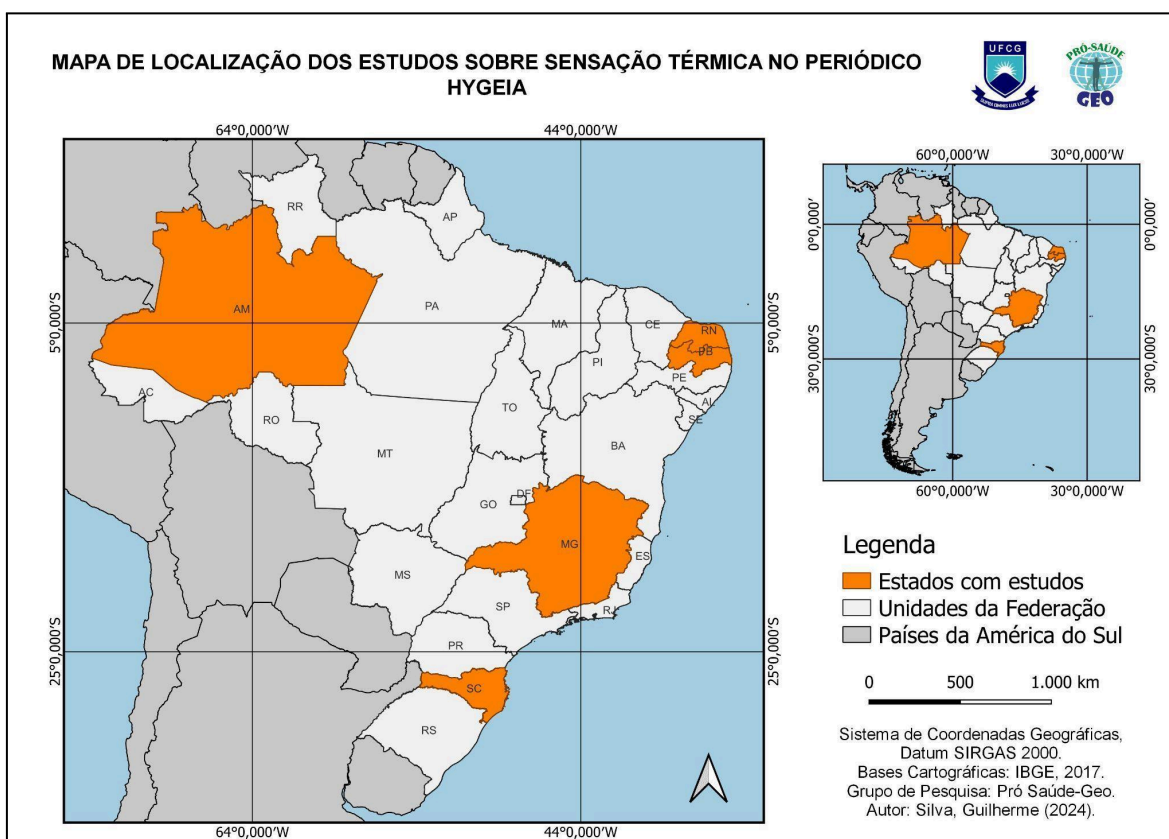 MAPA DE LOCALIZAÇÃO DOS ESTUDOS SOBRE SENSAÇÃO TÉRMICA NO PERIÓDICO
HYGEIA
UFCG
PRÓ-SAÚDE
GEO
64°0,000'W
44°0,000'W
RR
AP
AM
PA
MA
CE
RN
PB
PI
PE
AC
AL
SE
TO
RO
BA
MT
DF
GO
MG
ES
MS
SP
RJ
PR
SC
RS
5°0,000'S
5°0,000'S
25°0,000'S
25°0,000'S
64°0,000'W
44°0,000'W
60°0,000'W
30°0,000'W
0°0,000'
0°0,000'
30°0,000'S
30°0,000'S
60°0,000'W
30°0,000'W
Legenda
Estados com estudos
Unidades da Federação
Países da América do Sul
0
500
1.000 km
Sistema de Coordenadas Geográficas,
Datum SIRGAS 2000.
Bases Cartográficas: IBGE, 2017.
Grupo de Pesquisa: Pró Saúde-Geo.
Autor: Silva, Guilherme (2024).